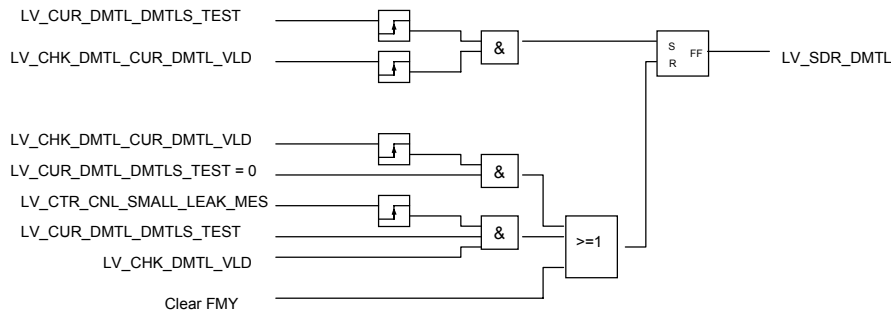 LV_CUR_DMTL_DMTLS_TEST
LV_CHK_DMTL_CUR_DMTL_VLD
&
S
R
FF
LV_SDR_DMTL
LV_CHK_DMTL_CUR_DMTL_VLD
LV_CUR_DMTL_DMTLS_TEST = 0
&
LV_CTR_CNL_SMALL_LEAK_MES
LV_CUR_DMTL_DMTLS_TEST
&
>=1
LV_CHK_DMTL_VLD
Clear FMY